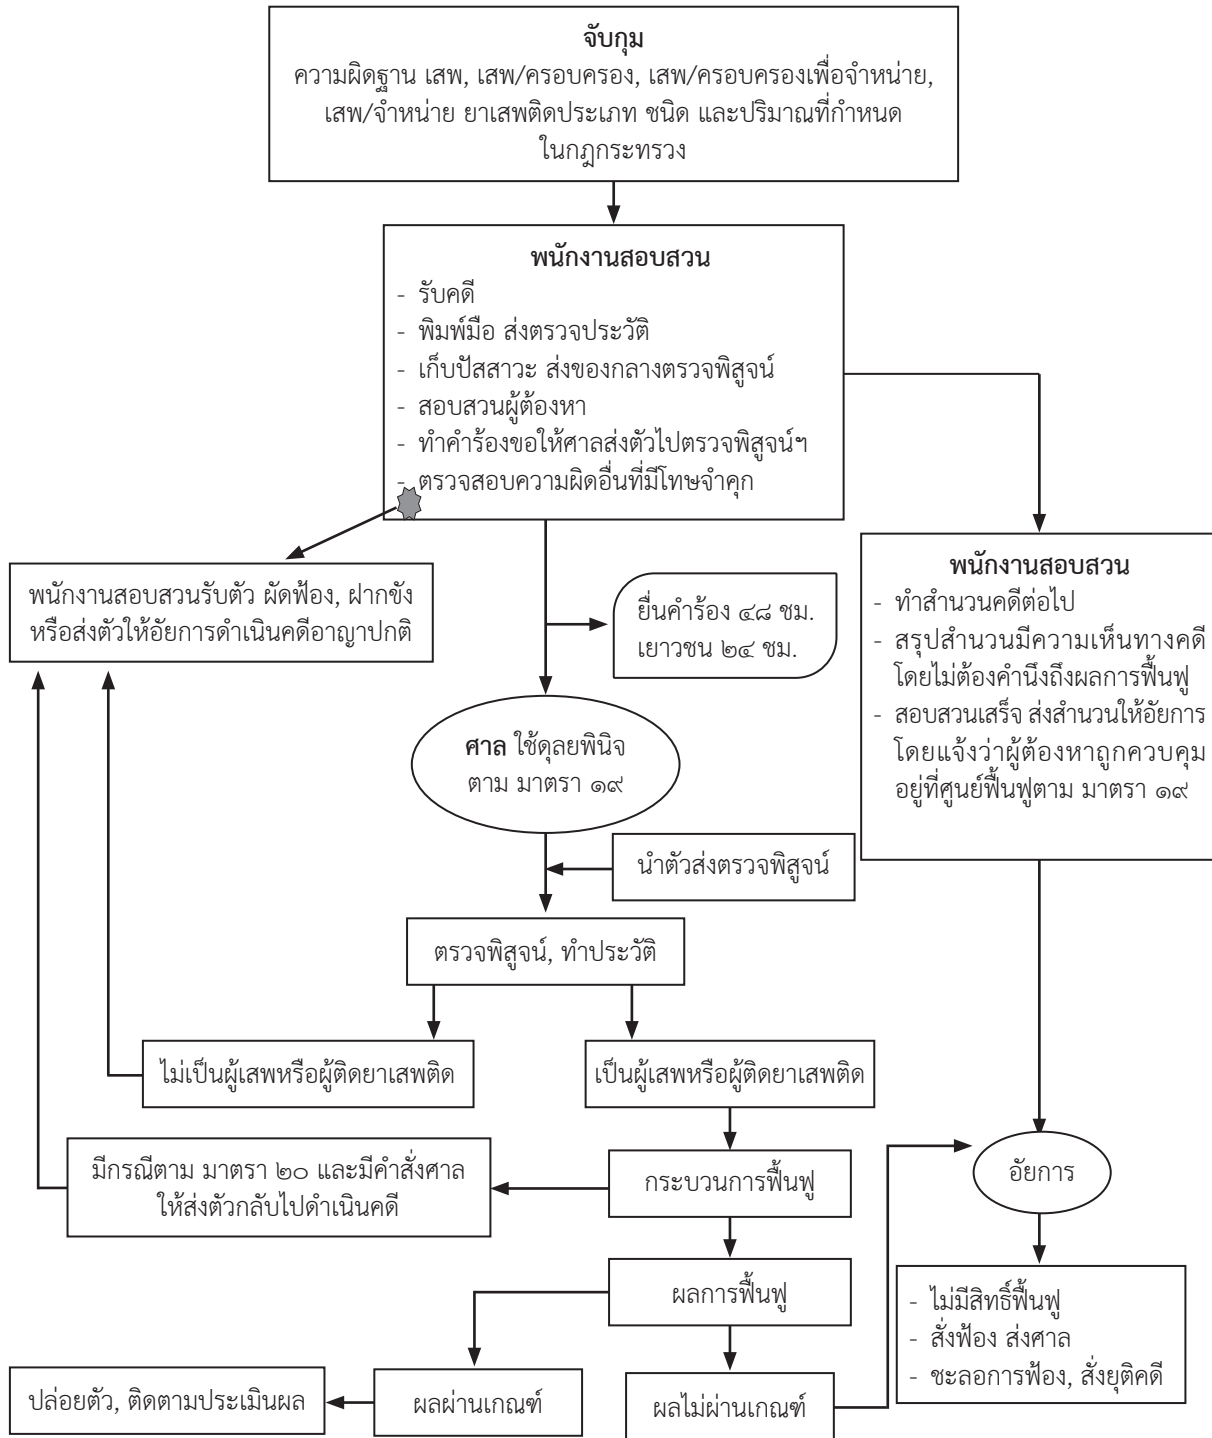 จับกุม
ความผิดฐาน เสพ, เสพ/ครอบครอง, เสพ/ครอบครองเพื่อจำหน่าย,
เสพ/จำหน่าย ยาเสพติดประเภท ชนิด และปริมาณที่กำหนด
ในกฎกระทรวง
พนักงานสอบสวน
- รับคดี
- พิมพ์มือ ส่งตรวจประวัติ
- เก็บปัสสาวะ ส่งของกลางตรวจพิสูจน์
- สอบสวนผู้ต้องหา
- ทำคำร้องขอให้ศาลส่งตัวไปตรวจพิสูจน์ฯ
- ตรวจสอบความผิดอื่นที่มีโทษจำคุก
พนักงานสอบสวนรับตัว ผัดฟ้อง, ฝากขัง
หรือส่งตัวให้อัยการดำเนินคดีอาญาปกติ
ยื่นคำร้อง ๔๘ ชม.
เยาวชน ๒๔ ชม.
พนักงานสอบสวน
- ทำสำนวนคดีต่อไป
- สรุปสำนวนมีความเห็นทางคดี
โดยไม่ต้องคำนึงถึงผลการฟื้นฟู
- สอบสวนเสร็จ ส่งสำนวนให้อัยการ
โดยแจ้งว่าผู้ต้องหาถูกควบคุม
อยู่ที่ศูนย์ฟื้นฟูตาม มาตรา ๑๙
ศาล ใช้ดุลยพินิจ
ตาม มาตรา ๑๙
นำตัวส่งตรวจพิสูจน์
ตรวจพิสูจน์, ทำประวัติ
ไม่เป็นผู้เสพหรือผู้ติดยาเสพติด
เป็นผู้เสพหรือผู้ติดยาเสพติด
มีกรณีตาม มาตรา ๒๐ และมีคำสั่งศาล
ให้ส่งตัวกลับไปดำเนินคดี
กระบวนการฟื้นฟู
อัยการ
ผลการฟื้นฟู
- ไม่มีสิทธิ์ฟื้นฟู
- สั่งฟ้อง ส่งศาล
- ชะลอการฟ้อง, สั่งยุติคดี
ปล่อยตัว, ติดตามประเมินผล
ผลผ่านเกณฑ์
ผลไม่ผ่านเกณฑ์